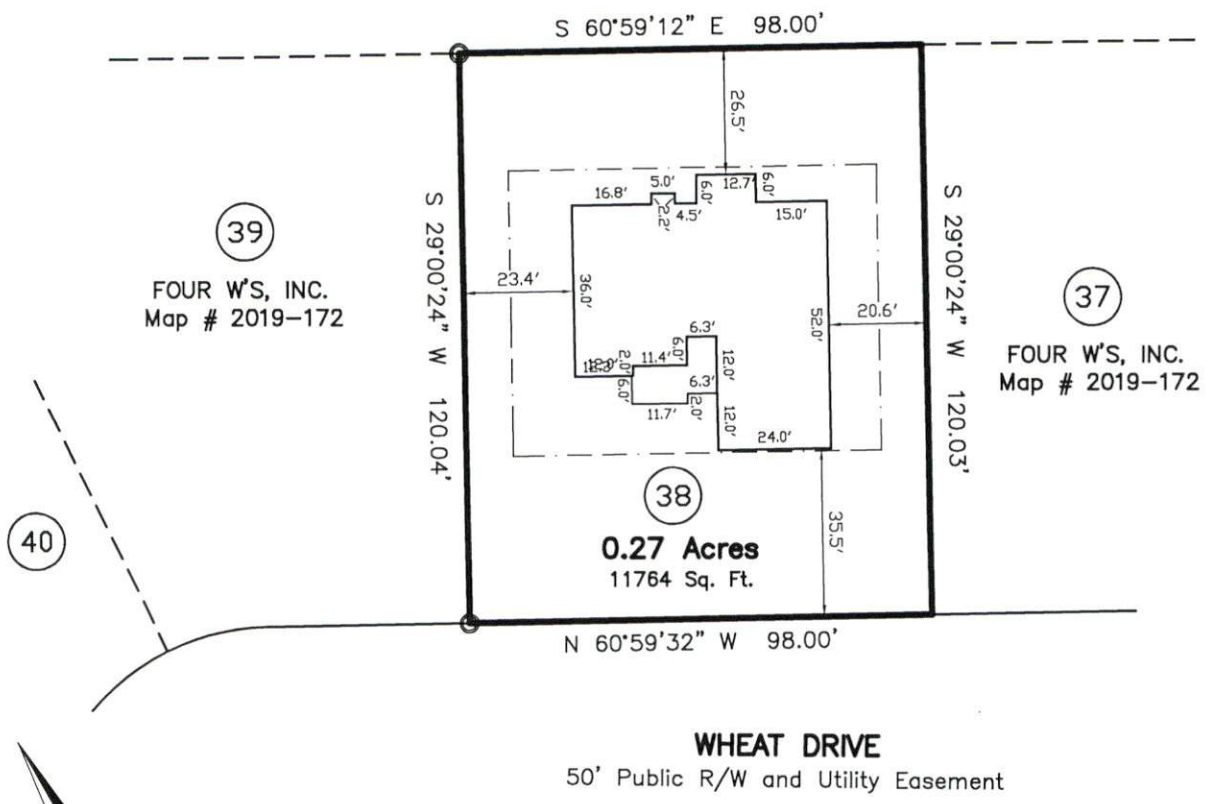 S 60°59'12" E 98.00'
26.5'
5.0'
16.8'
2.2'
4.5'
6.0'
12.7'
6.0'
15.0'
S 29°00'24" W 120.04'
S 29°00'24" W 120.03'
39
FOUR W'S, INC.
Map # 2019-172
23.4'
36.0'
52.0'
20.6'
37
FOUR W'S, INC.
Map # 2019-172
6.3'
6.0'
11.4'
2.0'
12.0'
12.3'
6.0'
6.3'
2.0'
11.7'
12.0'
24.0'
35.5'
38
0.27 Acres
11764 Sq. Ft.
40
N 60°59'32" W 98.00'
WHEAT DRIVE
50' Public R/W and Utility Easement